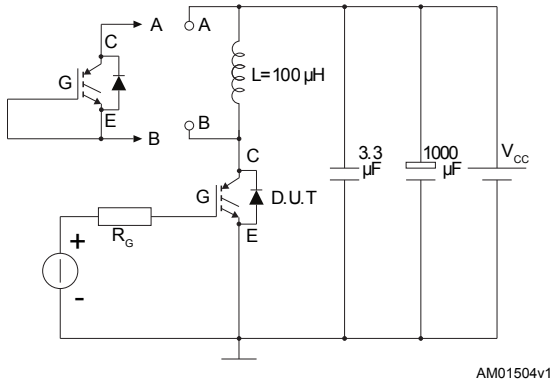 C
A
A
G
L=100 µH
E
B
B
C
G
D.U.T
E
R_G
+
-
3.3
µF
1000
µF
V_CC
AM01504v1